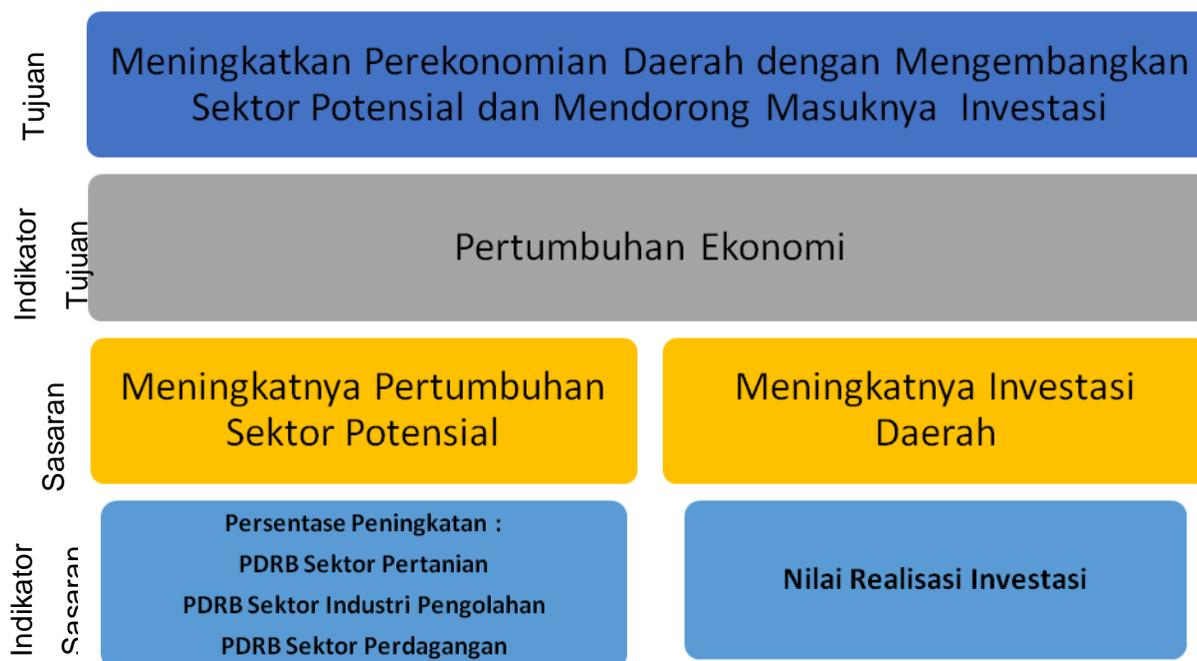 Tujuan
Meningkatkan Perekonomian Daerah dengan Mengembangkan
Sektor Potensial dan Mendorong Masuknya Investasi
Indikator
Tujuan
Pertumbuhan Ekonomi
Sasaran
Meningkatnya Pertumbuhan
Sektor Potensial
Meningkatnya Investasi
Daerah
Indikator
Sasaran
Persentase Peningkatan :
PDRB Sektor Pertanian
PDRB Sektor Industri Pengolahan
PDRB Sektor Perdagangan
Nilai Realisasi Investasi